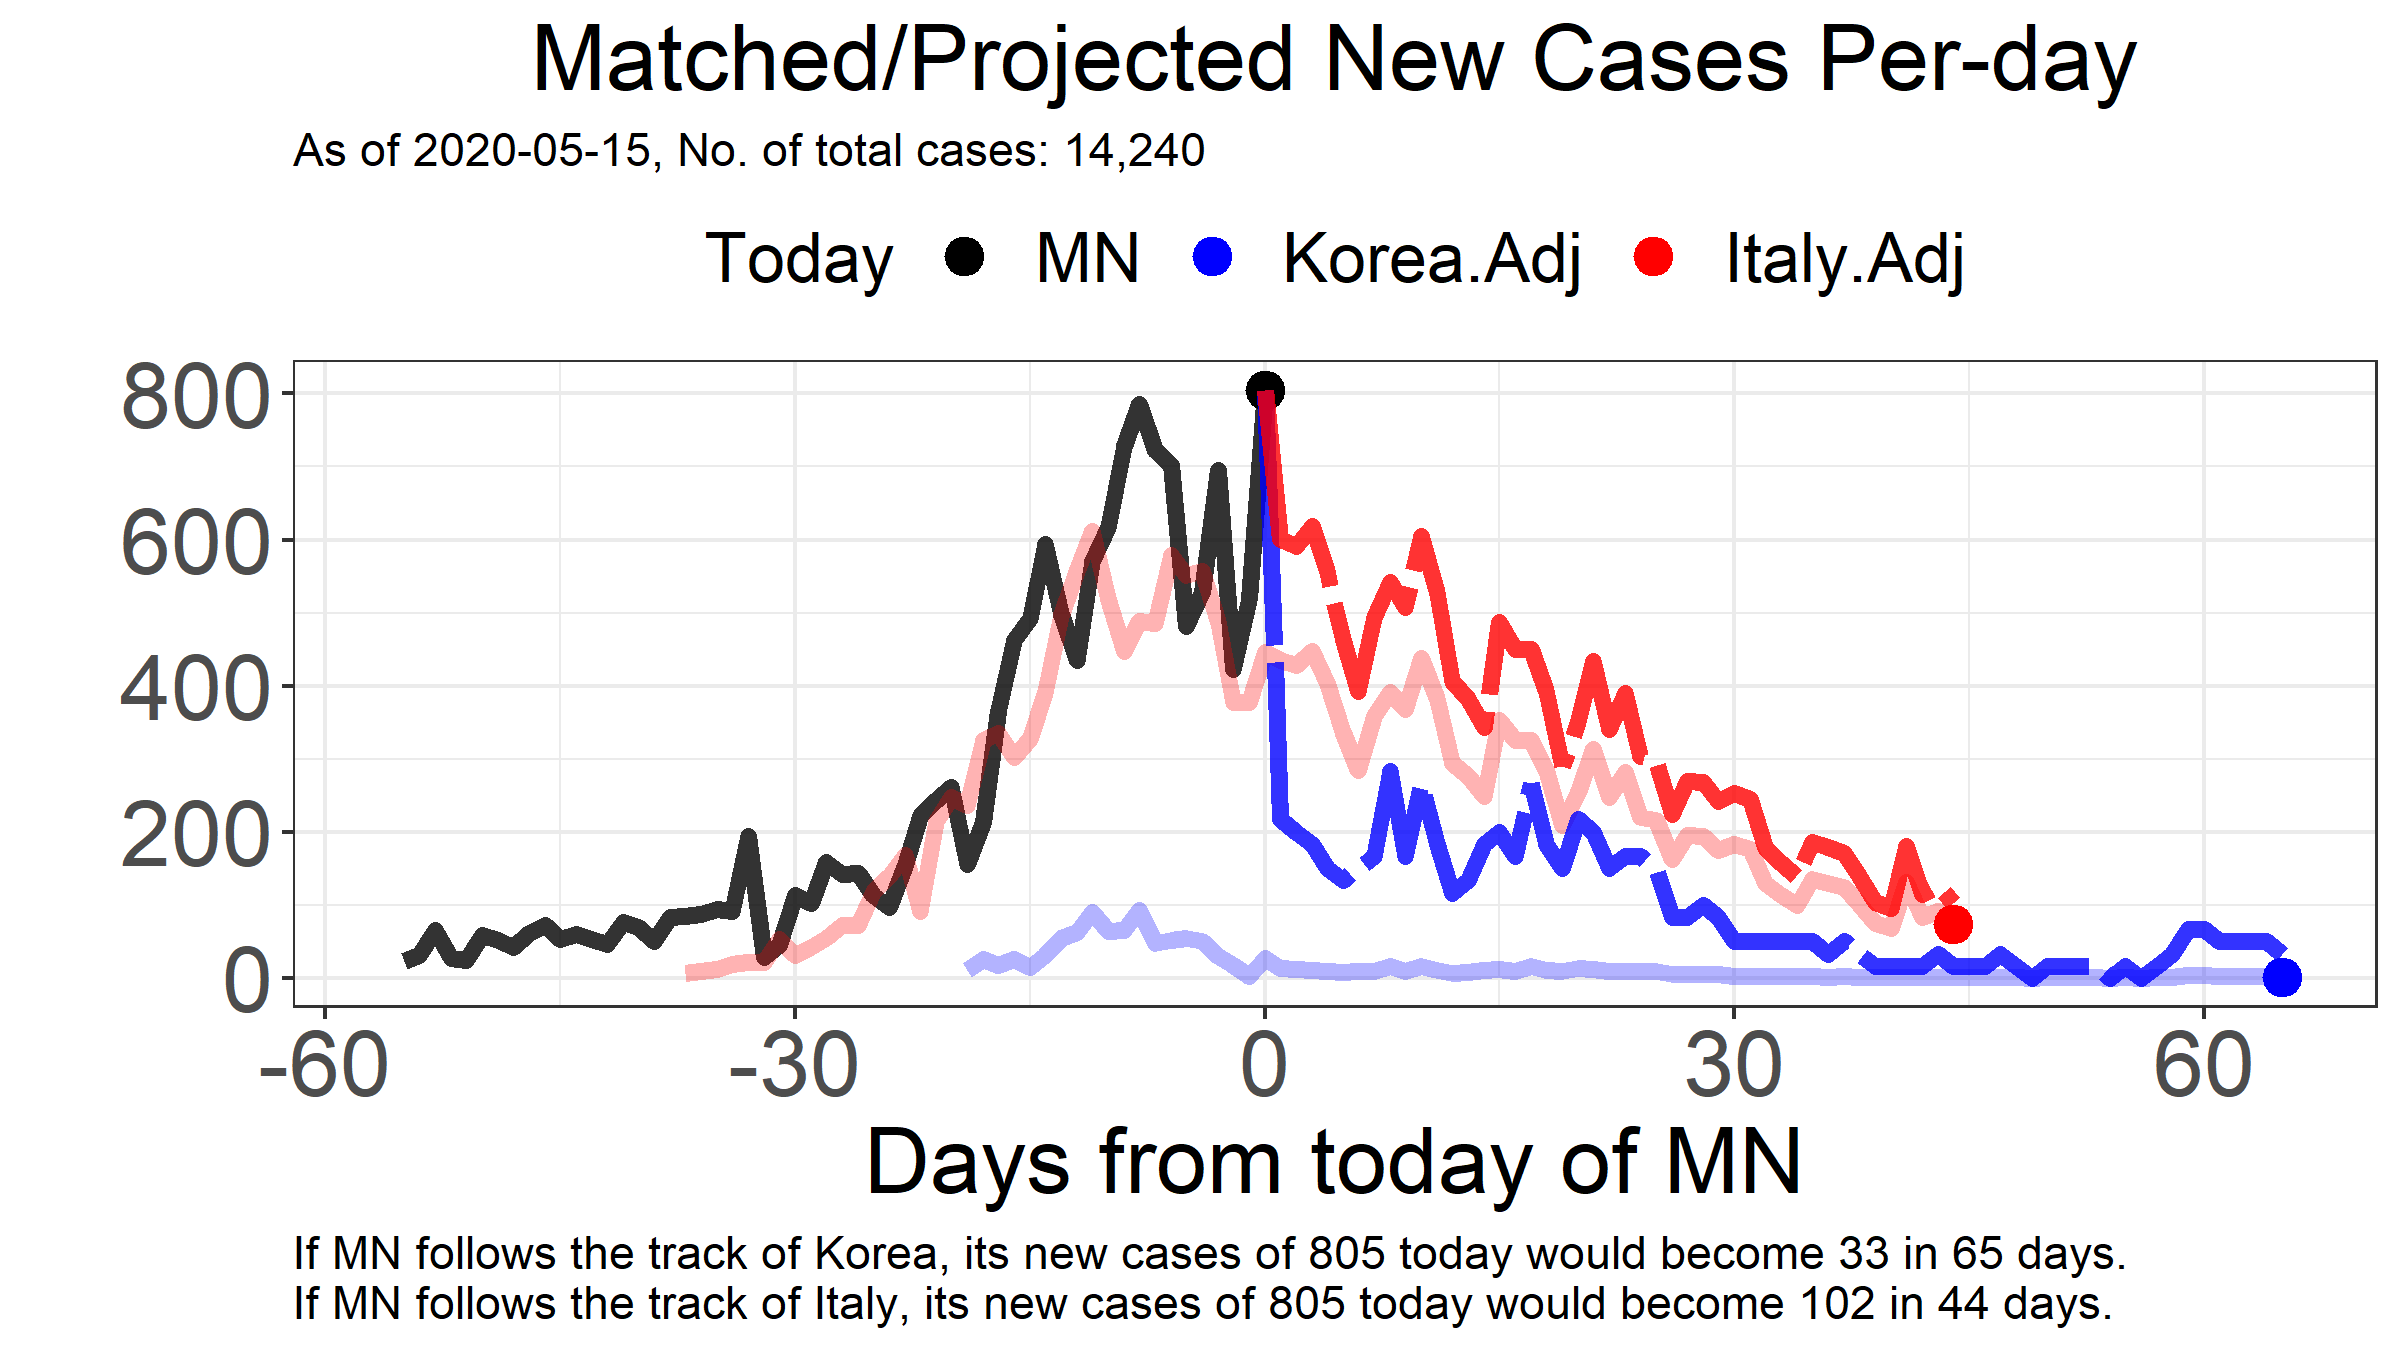 Matched/Projected New Cases Per-day
As of 2020-05-15, No. of total cases: 14,240
Today MN Korea.Adj Italy.Adj
800
600
400
200
0
-60 -30 0 30 60
Days from today of MN
If MN follows the track of Korea, its new cases of 805 today would become 33 in 65 days.
If MN follows the track of Italy, its new cases of 805 today would become 102 in 44 days.